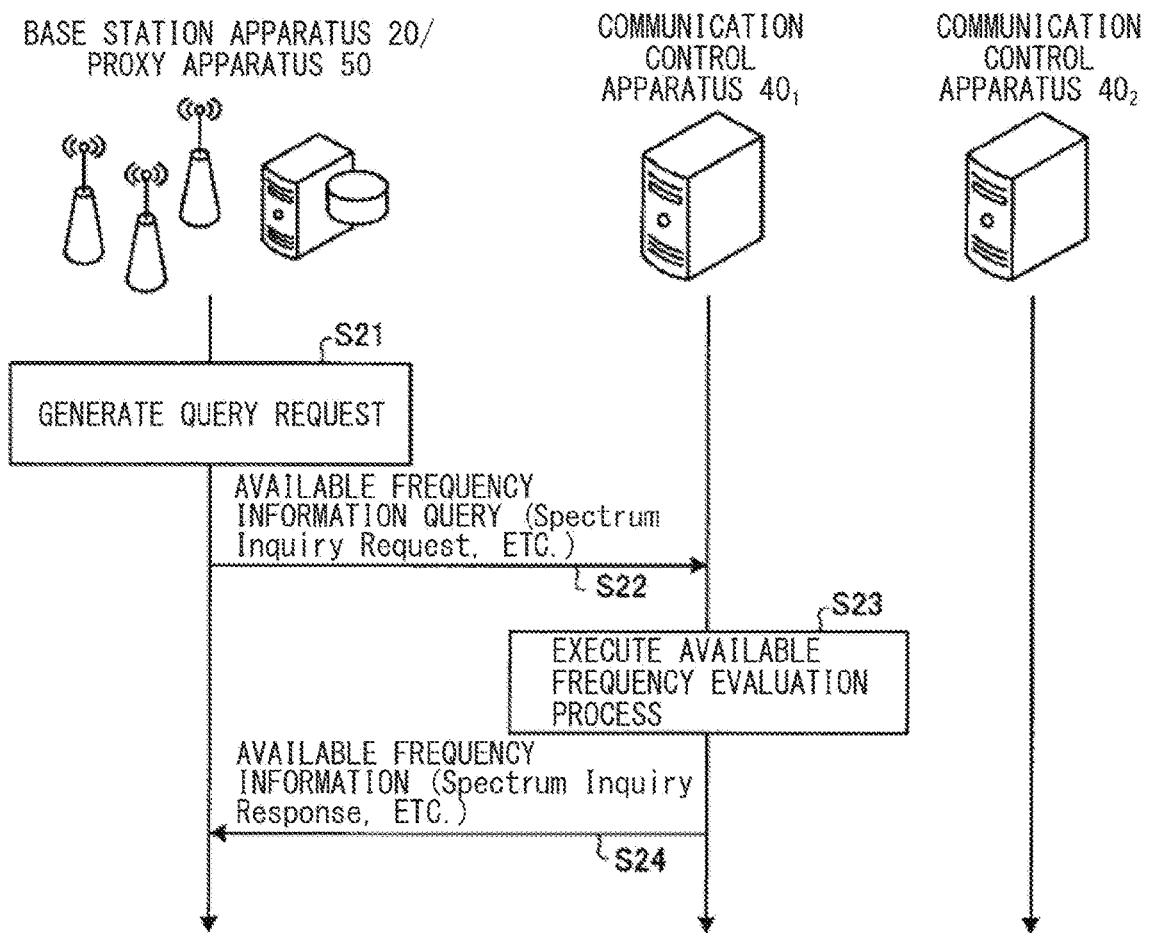 BASE STATION APPARATUS 20/
PROXY APPARATUS 50
COMMUNICATION
CONTROL
APPARATUS 40₁
COMMUNICATION
CONTROL
APPARATUS 40₂
S21
GENERATE QUERY REQUEST
AVAILABLE FREQUENCY
INFORMATION QUERY (Spectrum
Inquiry Request, ETC.)
S22
S23
EXECUTE AVAILABLE
FREQUENCY EVALUATION
PROCESS
AVAILABLE FREQUENCY
INFORMATION (Spectrum Inquiry
Response, ETC.)
S24